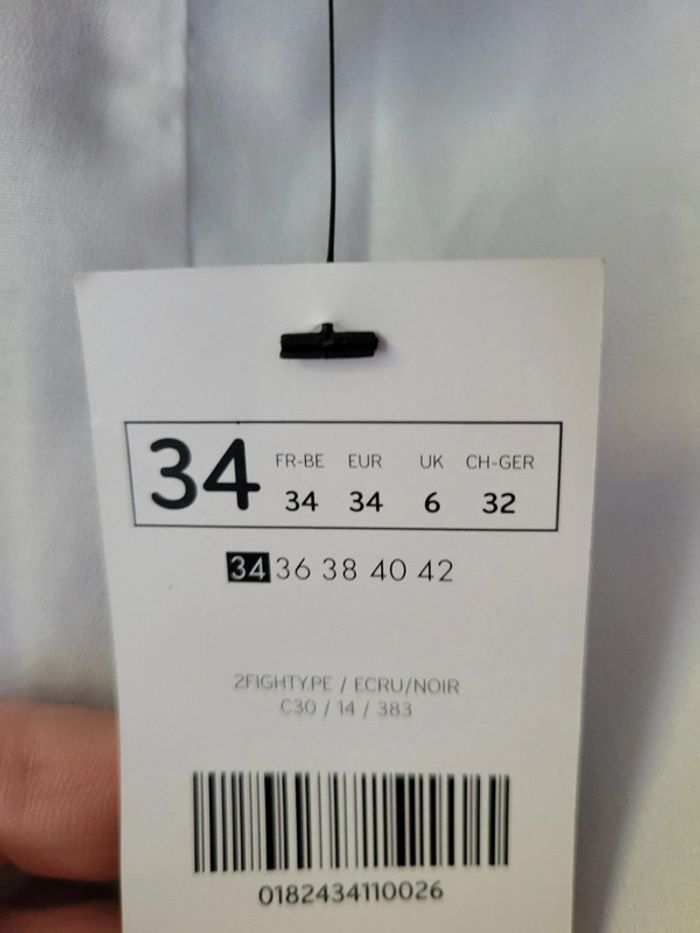 34 FR-BE EUR UK CH-GER
34 34 6 32
34 36 38 40 42
2FIGHTY.PE / ECRU/NOIR
C30 / 14 / 383
0182434110026